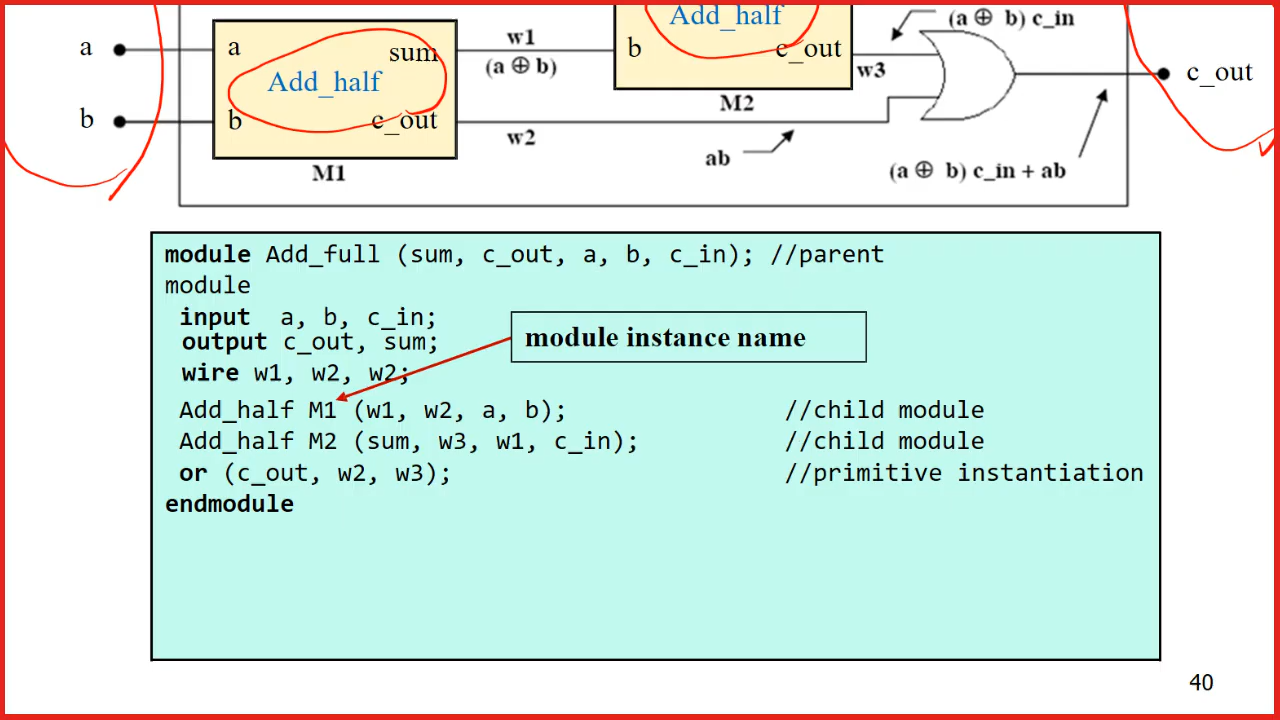 Add_half
(a ⊕ b) c_in
a
a
sum
w1
b
c_out
(a ⊕ b)
w3
c_out
Add_half
M2
b
b
c_out
w2
ab
M1
(a ⊕ b) c_in + ab
module Add_full (sum, c_out, a, b, c_in); //parent
module
input a, b, c_in;
output c_out, sum;
module instance name
wire w1, w2, w2;
Add_half M1 (w1, w2, a, b); //child module
Add_half M2 (sum, w3, w1, c_in); //child module
or (c_out, w2, w3); //primitive instantiation
endmodule
40